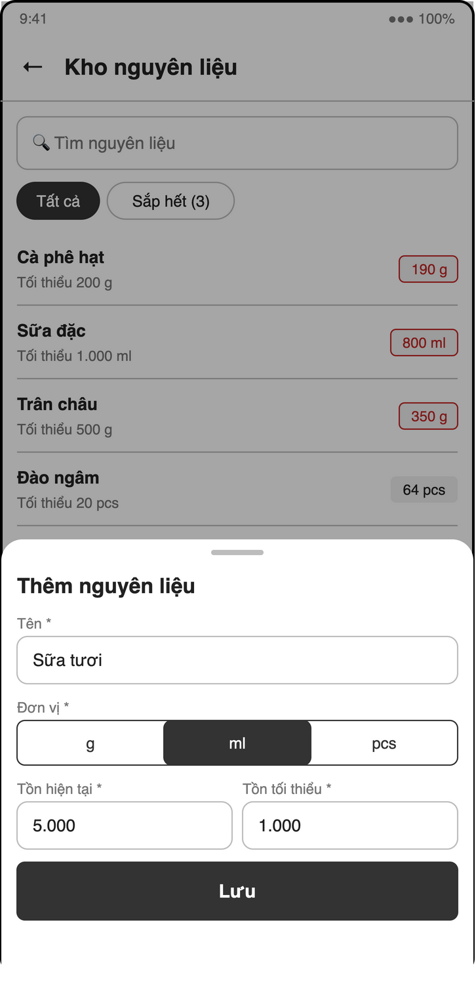 9:41 ●●● 100%
← Kho nguyên liệu
🔍 Tìm nguyên liệu
Tất cả Sắp hết (3)
Cà phê hạt
190 g
Tối thiểu 200 g
Sữa đặc
800 ml
Tối thiểu 1.000 ml
Trân châu
350 g
Tối thiểu 500 g
Đào ngâm
64 pcs
Tối thiểu 20 pcs
Thêm nguyên liệu
Tên *
Sữa tươi
Đơn vị *
g ml pcs
Tồn hiện tại * Tồn tối thiểu *
5.000 1.000
Lưu